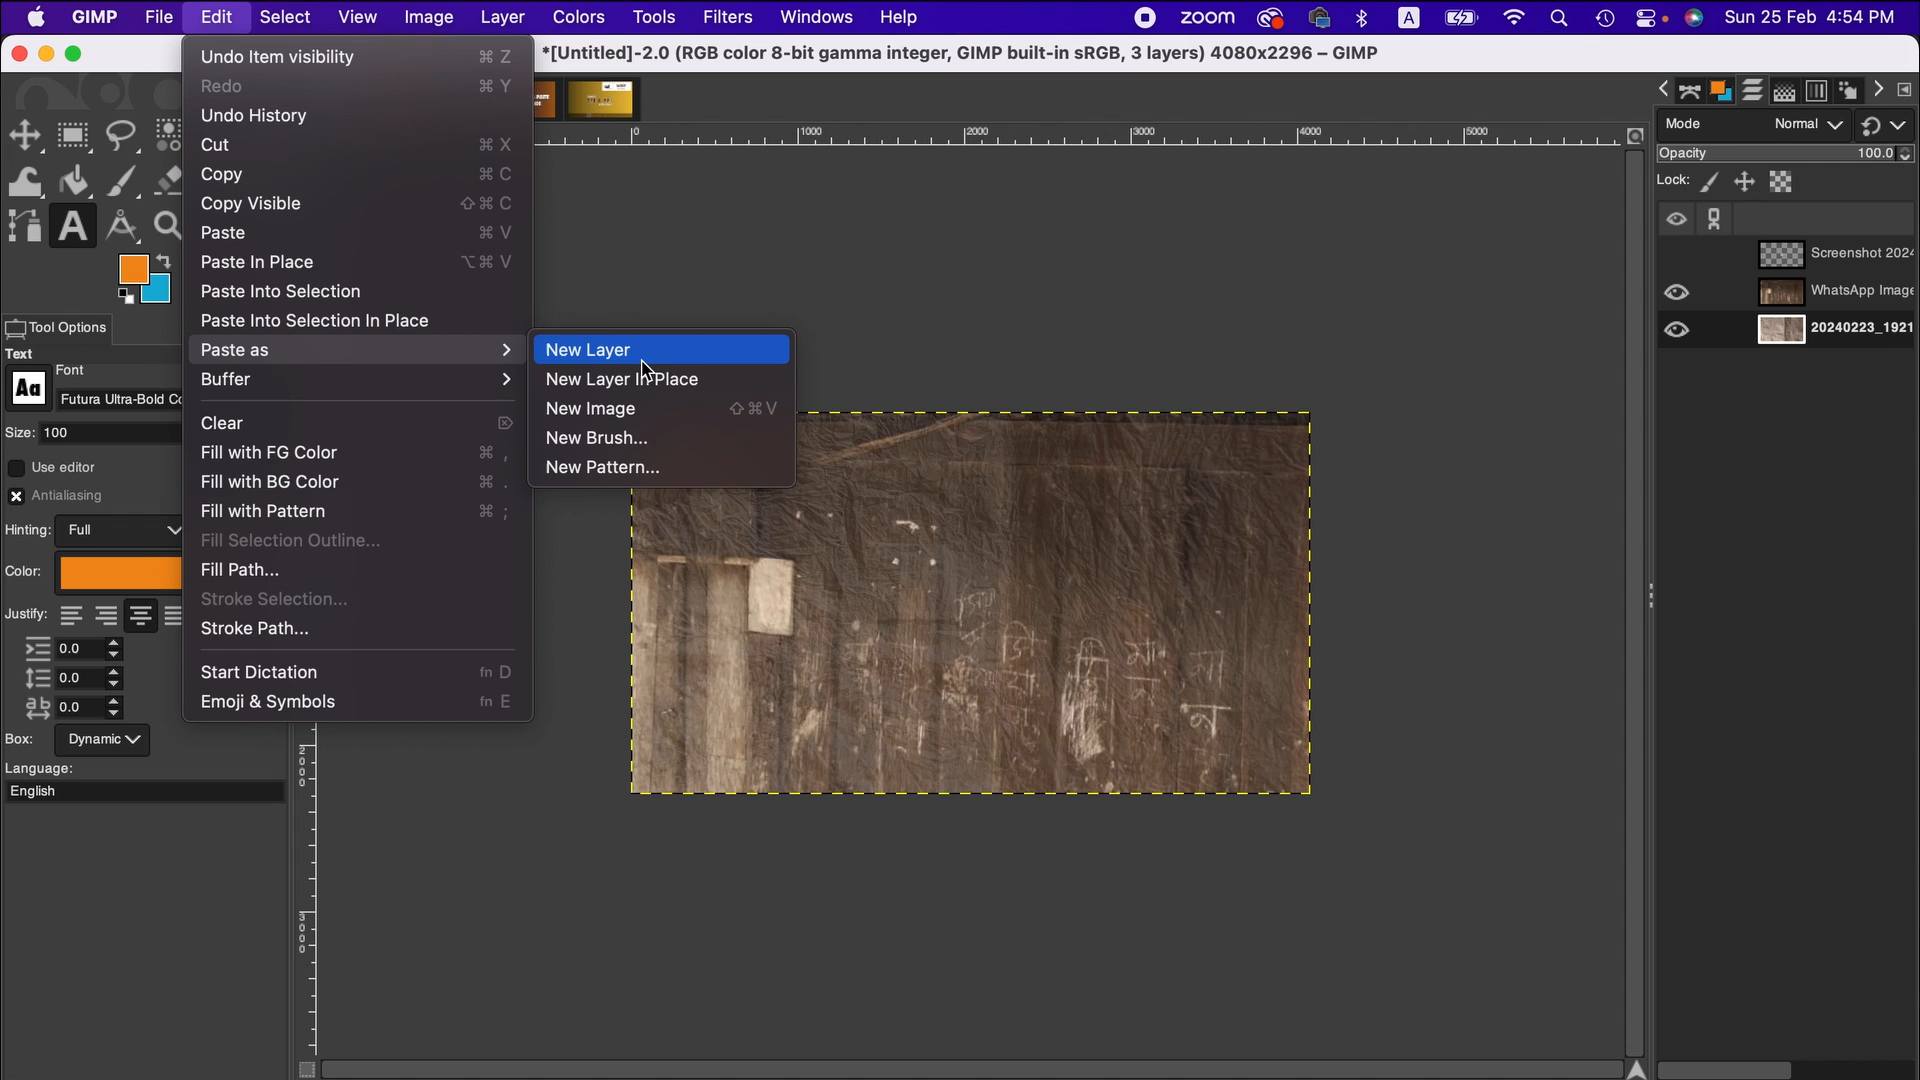 GIMP File Edit Select View Image Layer Colors Tools Filters Windows Help zoom A Sun 25 Feb 4:54 PM
*[Untitled]-2.0 (RGB color 8-bit gamma integer, GIMP built-in sRGB, 3 layers) 4080x2296 – GIMP
Undo Item visibility ⌘ Z
Redo ⌘ Y
Undo History
Cut ⌘ X
Copy ⌘ C
Copy Visible ⇧ ⌘ C
Paste ⌘ V
Paste In Place ⌥ ⌘ V
Paste Into Selection
Paste Into Selection In Place
Paste as
Buffer
Clear
Fill with FG Color ⌘ ,
Fill with BG Color ⌘ .
Fill with Pattern ⌘ ;
Fill Selection Outline...
Fill Path...
Stroke Selection...
Stroke Path...
Start Dictation fn D
Emoji & Symbols fn E
New Layer
New Layer In Place
New Image ⇧ ⌘ V
New Brush...
New Pattern...
Tool Options
Text
Font
Aa
Futura Ultra-Bold Co
Size: 100
Use editor
Antialiasing
Hinting: Full
Color:
Justify:
0.0
0.0
0.0
Box: Dynamic
Language:
English
0 1000 2000 3000 4000 5000
2000
3000
Mode Normal
Opacity 100.0
Lock:
Screenshot 2024
WhatsApp Image
20240223_1921